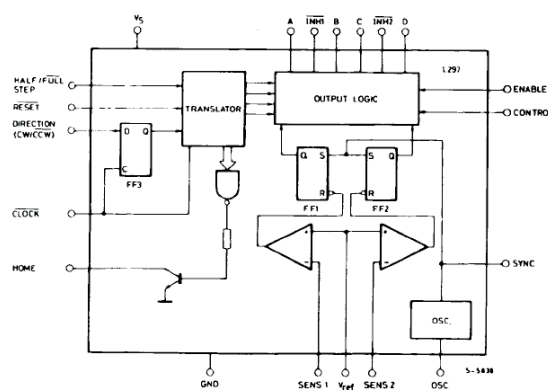 Vs
A INH1 B C INH2 D
L297
HALF/FULL
STEP
RESET
DIRECTION
(CW/CCW)
TRANSLATOR
OUTPUT LOGIC
ENABLE
CONTRO
D Q
C
FF3
Q S
R
FF1
S Q
R
FF2
CLOCK
HOME
+ +
- -
SYNC
OSC.
S-5838
GND
SENS 1
Vref
SENS 2
OSC